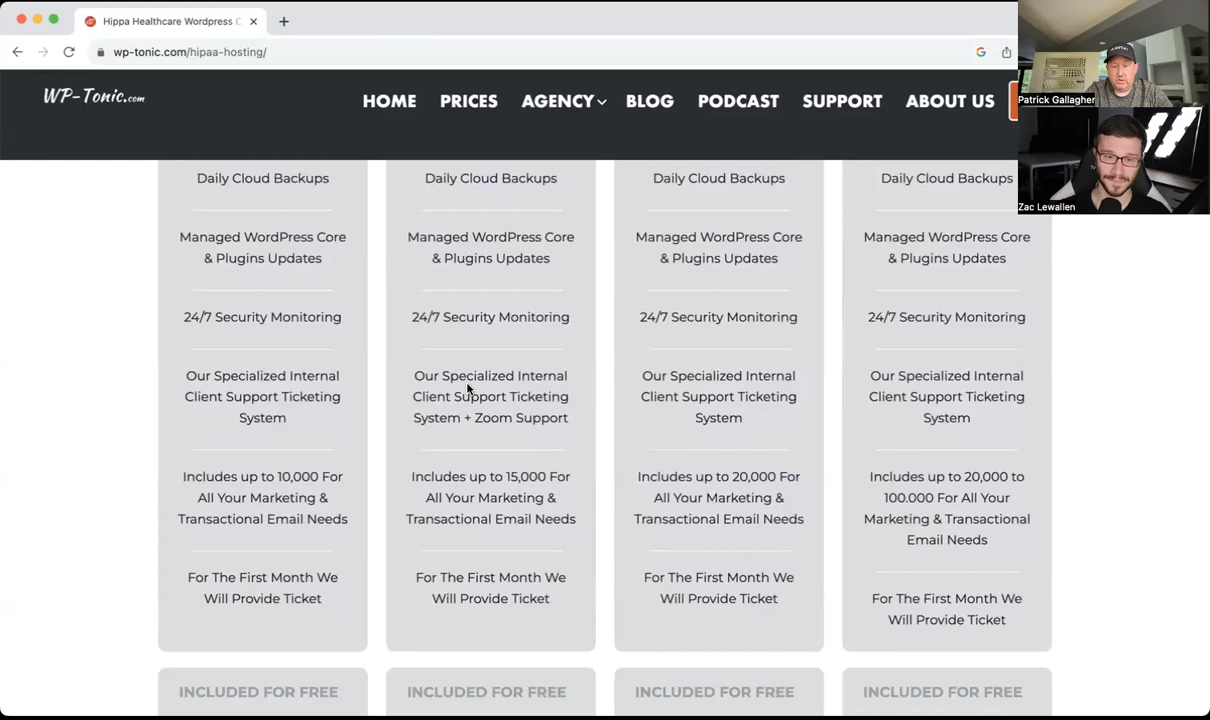 Hippa Healthcare Wordpress C
wp-tonic.com/hipaa-hosting/
WP-Tonic.com
HOME PRICES AGENCY BLOG PODCAST SUPPORT ABOUT US
Patrick Gallagher
Zac Lewallen
Daily Cloud Backups
Managed WordPress Core
& Plugins Updates
24/7 Security Monitoring
Our Specialized Internal
Client Support Ticketing
System
Includes up to 10,000 For
All Your Marketing &
Transactional Email Needs
For The First Month We
Will Provide Ticket
INCLUDED FOR FREE
Daily Cloud Backups
Managed WordPress Core
& Plugins Updates
24/7 Security Monitoring
Our Specialized Internal
Client Support Ticketing
System + Zoom Support
Includes up to 15,000 For
All Your Marketing &
Transactional Email Needs
For The First Month We
Will Provide Ticket
INCLUDED FOR FREE
Daily Cloud Backups
Managed WordPress Core
& Plugins Updates
24/7 Security Monitoring
Our Specialized Internal
Client Support Ticketing
System
Includes up to 20,000 For
All Your Marketing &
Transactional Email Needs
For The First Month We
Will Provide Ticket
INCLUDED FOR FREE
Daily Cloud Backups
Managed WordPress Core
& Plugins Updates
24/7 Security Monitoring
Our Specialized Internal
Client Support Ticketing
System
Includes up to 20,000 to
100.000 For All Your
Marketing & Transactional
Email Needs
For The First Month We
Will Provide Ticket
INCLUDED FOR FREE